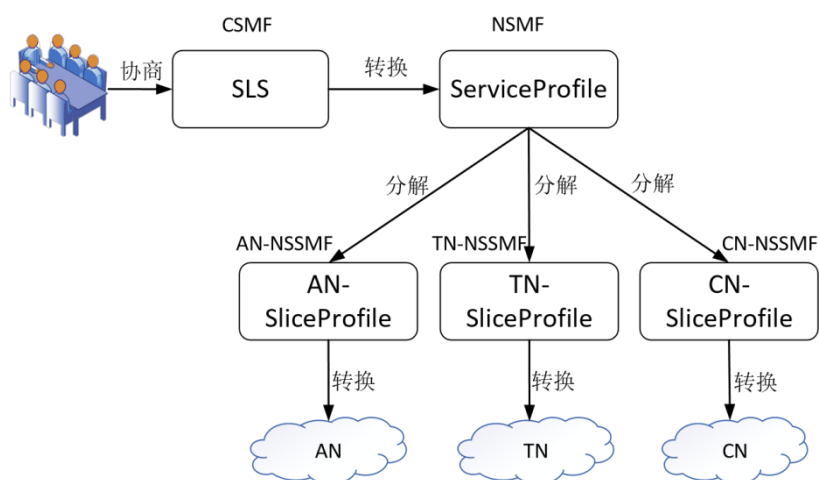 CSMF
NSMF
协商
SLS
转换
ServiceProfile
分解
分解
分解
AN-NSSMF
TN-NSSMF
CN-NSSMF
AN-
SliceProfile
TN-
SliceProfile
CN-
SliceProfile
转换
转换
转换
AN
TN
CN